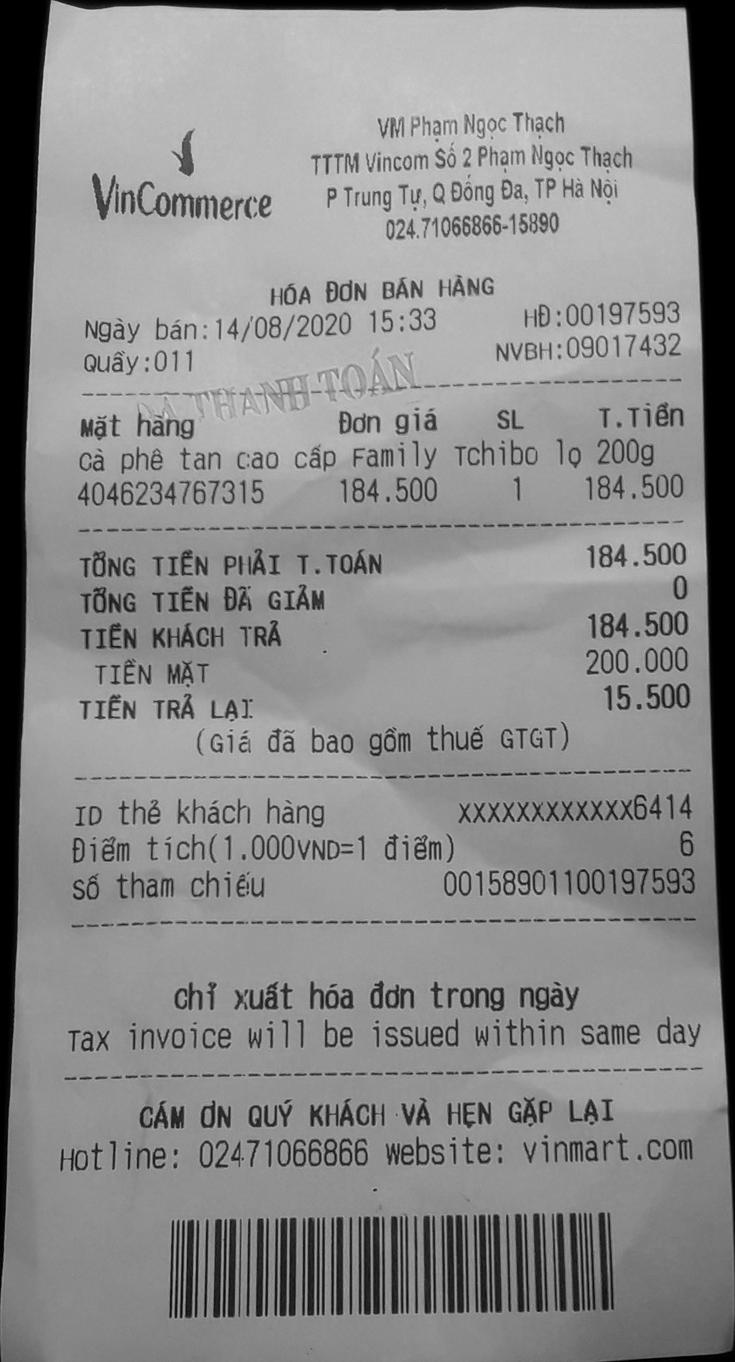 VinCommerce
VM Phạm Ngọc Thạch
TTTM Vincom Số 2 Phạm Ngọc Thạch
P Trung Tự, Q Đống Đa, TP Hà Nội
024.71066866-15890
HÓA ĐƠN BÁN HÀNG
Ngày bán:14/08/2020 15:33 HĐ:00197593
Quầy:011 NVBH:09017432
ĐÃ THANH TOÁN
Mặt hàng Đơn giá SL T.Tiền
Cà phê tan cao cấp Family Tchibo lọ 200g
4046234767315 184.500 1 184.500
TỔNG TIỀN PHẢI T.TOÁN 184.500
TỔNG TIỀN ĐÃ GIẢM 0
TIỀN KHÁCH TRẢ 184.500
TIỀN MẶT 200.000
TIỀN TRẢ LẠI 15.500
(Giá đã bao gồm thuế GTGT)
ID thẻ khách hàng XXXXXXXXXXXX6414
Điểm tích(1.000VND=1 điểm) 6
Số tham chiếu 00158901100197593
Chỉ xuất hóa đơn trong ngày
Tax invoice will be issued within same day
CÁM ƠN QUÝ KHÁCH VÀ HẸN GẶP LẠI
Hotline: 02471066866 Website: vinmart.com